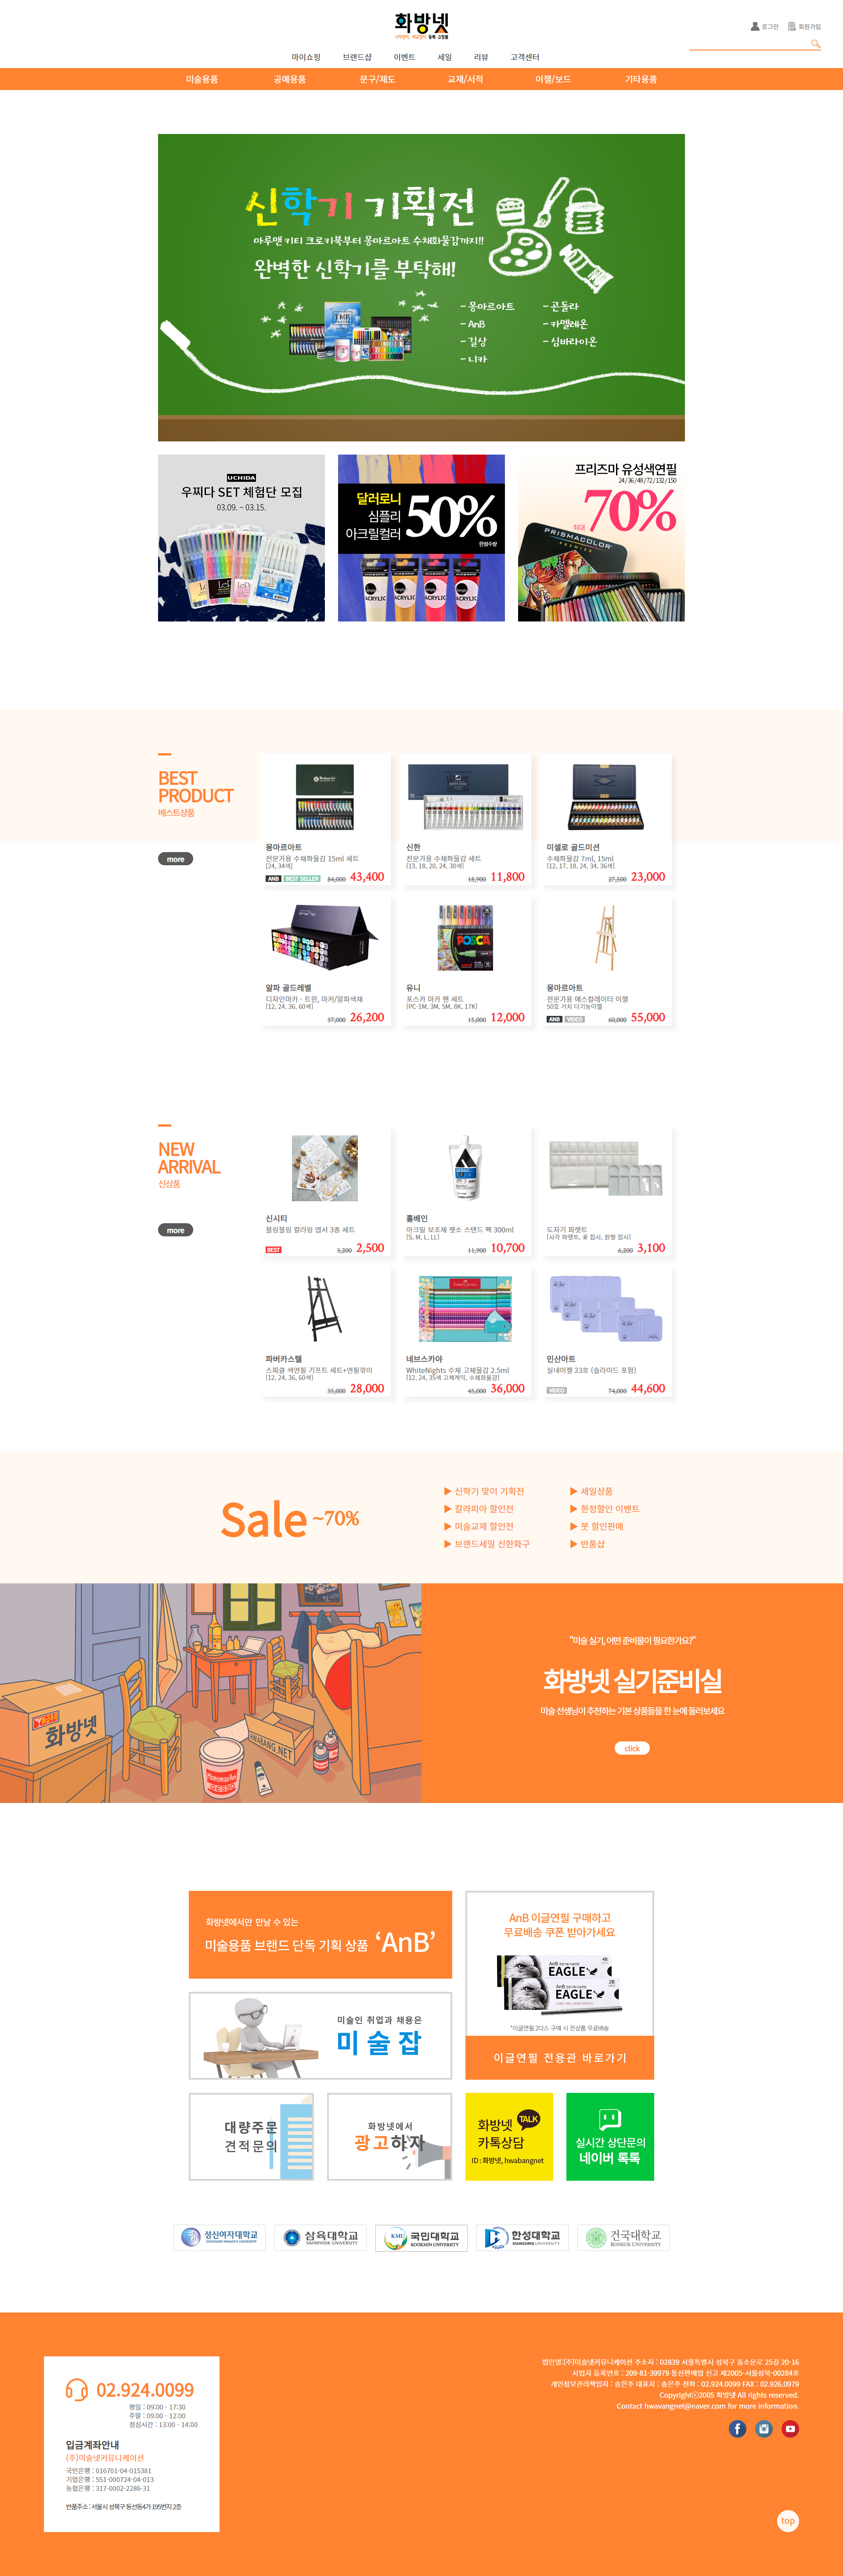 화방넷
로그인
회원가입
마이쇼핑
브랜드샵
이벤트
세일
리뷰
고객센터
미술용품
공예용품
문구/제도
교재/서적
이젤/보드
기타용품
신학기 기획전
마루맨 키티 크로키북부터 몽마르아트 수채화물감까지!!
완벽한 신학기를 부탁해!
- 몽마르아트
- 곤돌라
- AnB
- 카멜레온
- 길상
- 심바라이온
- 니카
UCHIDA
우찌다 SET 체험단 모집
03.09. ~ 03.15.
달러로니
심플리
아크릴컬러
50%
한정수량
ACRYLIC
ACRYLIC
ACRYLIC
프리즈마 유성색연필
24 / 36 / 48 / 72 / 132 / 150
최대
70%
PRISMACOLOR
PREMIER
BEST
PRODUCT
베스트상품
more
몽마르아트
전문가용 수채화물감 15ml 세트
[24, 34색]
ANB
BEST SELLER
84,000
43,400
신한
전문가용 수채화물감 세트
[13, 18, 20, 24, 30색]
18,900
11,800
미젤로 골드미션
수채화물감 7ml, 15ml
[12, 17, 18, 24, 34, 36색]
27,500
23,000
알파 골드레벨
디자인마카 - 트윈, 마커/알파색채
[12, 24, 36, 60색]
37,000
26,200
POSCA
유니
포스카 마카 펜 세트
[PC-1M, 3M, 5M, 8K, 17K]
15,000
12,000
몽마르아트
전문가용 에스컬레이터 이젤
50호 거치 다기능이젤
ANB
VIDEO
60,000
55,000
NEW
ARRIVAL
신상품
more
신시티
블링블링 컬러링 엽서 3종 세트
BEST
3,200
2,500
홀베인
아크릴 보조제 젯소 스탠드 팩 300ml
[S, M, L, LL]
11,900
10,700
도자기 파렛트
[사각 파렛트, 꽃 접시, 원형 접시]
6,200
3,100
파버카스텔
스파클 색연필 기프트 세트+연필깎이
[12, 24, 36, 60색]
35,000
28,000
네브스카야
WhiteNights 수채 고체물감 2.5ml
[12, 24, 35색 고체케익, 수채화물감]
45,000
36,000
민산아트
실내이젤 23호 (슬라이드 포함)
VIDEO
74,000
44,600
Sale ~70%
▶ 신학기 맞이 기획전
▶ 세일상품
▶ 칼라피아 할인전
▶ 한정할인 이벤트
▶ 미술교재 할인전
▶ 붓 할인판매
▶ 브랜드세일 신한화구
▶ 반품샵
화방넷
HWABANG.NET
GESSO
"미술 실기, 어떤 준비물이 필요한가요?"
화방넷 실기준비실
미술 선생님이 추천하는 기본 상품들을 한 눈에 둘러보세요
click
화방넷에서만 만날 수 있는
미술용품 브랜드 단독 기획 상품 ‘AnB’
AnB 이글연필 구매하고
무료배송 쿠폰 받아가세요
EAGLE
EAGLE
*이글연필 2다스 구매 시 전상품 무료배송
이글연필 전용관 바로가기
미술인 취업과 채용은
미술잡
대량주문
견적문의
화방넷에서
광고하자
TALK
화방넷
카톡상담
ID : 화방넷, hwabangnet
실시간 상단문의
네이버 톡톡
성신여자대학교
삼육대학교
SAHMYOOK UNIVERSITY
KMU
국민대학교
KOOKMIN UNIVERSITY
한성대학교
HANSUNG UNIVERSITY
건국대학교
KONKUK UNIVERSITY
02.924.0099
평일 : 09:00 - 17:30
주말 : 09:00 - 12:00
점심시간 : 13:00 - 14:00
입금계좌안내
(주)미술넷커뮤니케이션
국민은행 : 016701-04-015381
기업은행 : 551-000724-04-013
농협은행 : 317-0002-2286-31
반품주소 : 서울시 성북구 동선동4가 195번지 2층
법인명:(주)미술넷커뮤니케이션 주소지 : 02839 서울특별시 성북구 동소문로 25길 20-16
사업자 등록번호 : 209-81-39979 통신판매업 신고 제2005-서울성북-00284호
개인정보관리책임자 : 송은주 대표자 : 송은주 전화 : 02.924.0099 FAX : 02.926.0979
Copyrightⓒ2005 화방넷 All rights reserved.
Contact hwavangnet@naver.com for more information.
top